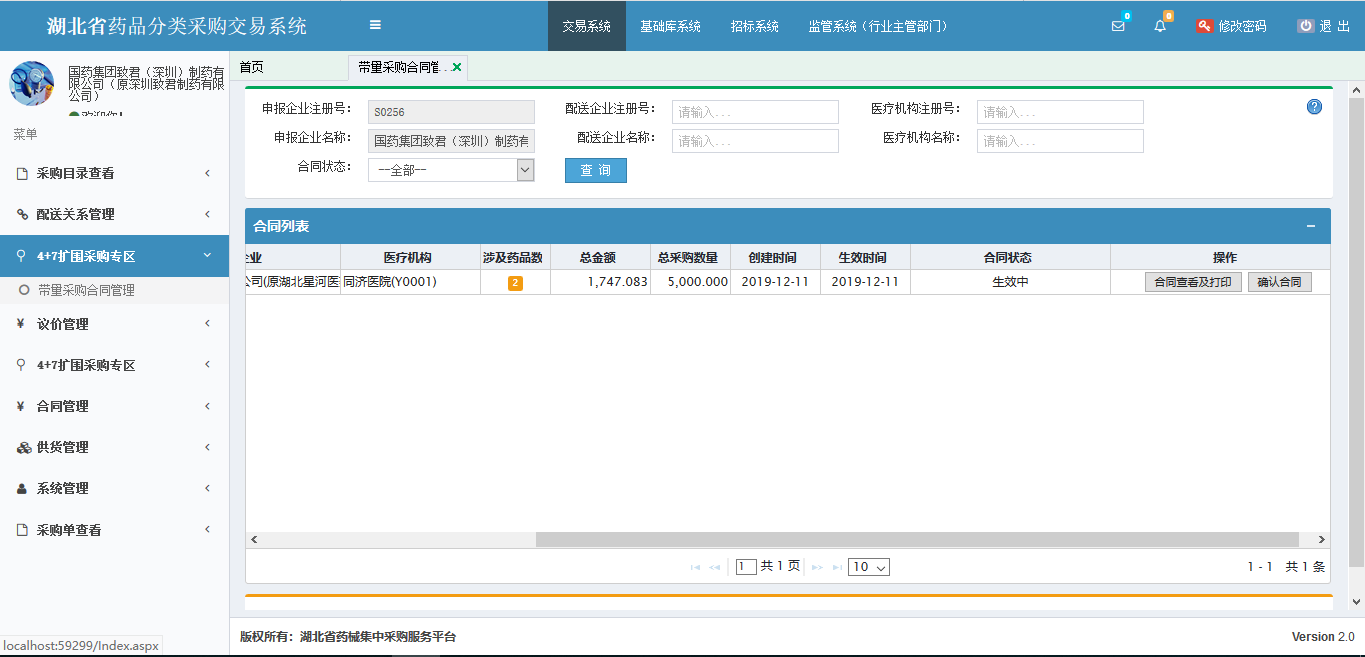 湖北省药品分类采购交易系统
交易系统 基础库系统 招标系统 监管系统（行业主管部门） 0 0 修改密码 退 出
国药集团致君（深圳）制药有
限公司（原深圳致君制药有限
公司）
菜单
采购目录查看
配送关系管理
4+7扩围采购专区
带量采购合同管理
议价管理
4+7扩围采购专区
合同管理
供货管理
系统管理
采购单查看
首页 带量采购合同管...
申报企业注册号： S0256 配送企业注册号： 请输入... 医疗机构注册号： 请输入...
申报企业名称： 国药集团致君（深圳）制药有 配送企业名称： 请输入... 医疗机构名称： 请输入...
合同状态： --全部-- 查 询
合同列表
企业 医疗机构 涉及药品数 总金额 总采购数量 创建时间 生效时间 合同状态 操作
公司(原湖北星河医 同济医院(Y0001) 2 1,747.083 5,000.000 2019-12-11 2019-12-11 生效中 合同查看及打印 确认合同
1 共 1 页 10 1 - 1 共 1 条
版权所有：湖北省药械集中采购服务平台 Version 2.0
localhost:59299/Index.aspx